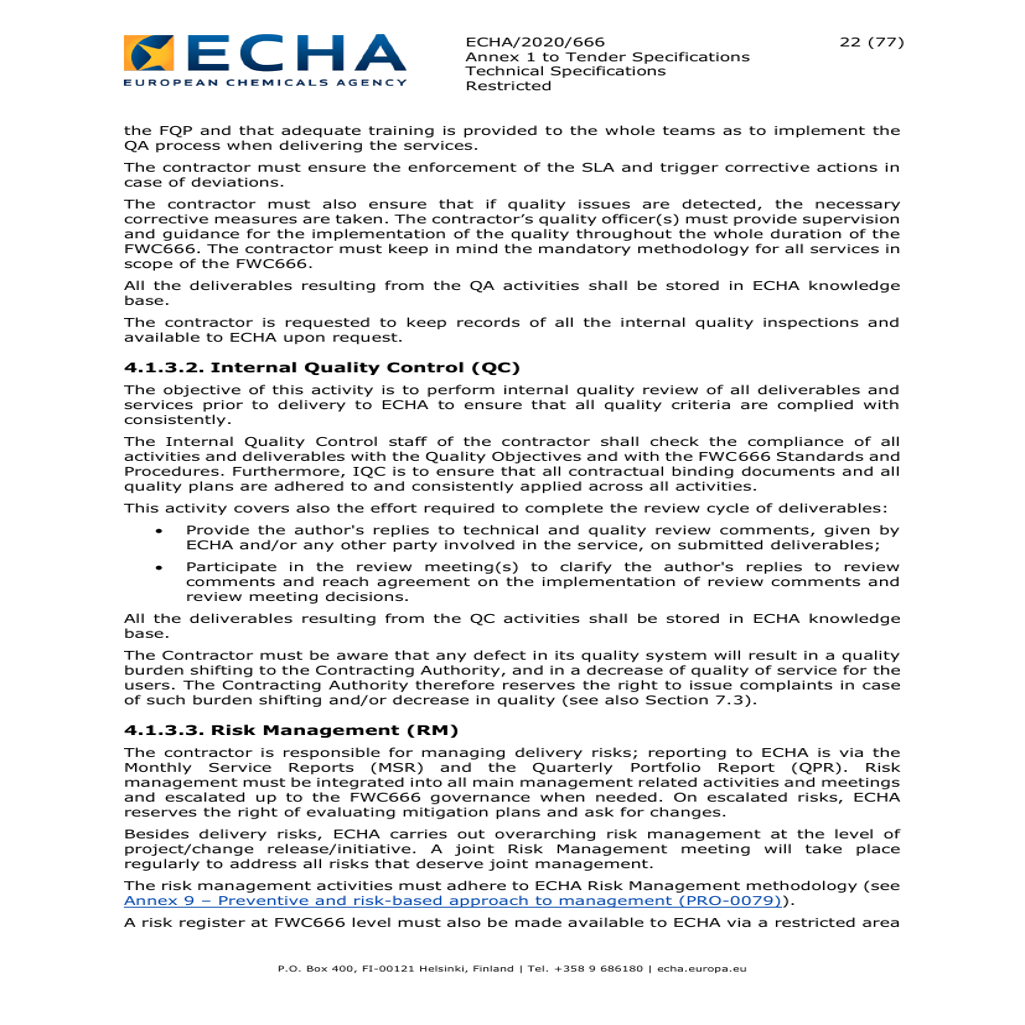 ECHA
EUROPEAN CHEMICALS AGENCY
ECHA/2020/666
22 (77)
Annex 1 to Tender Specifications
Technical Specifications
Restricted
the FQP and that adequate training is provided to the whole teams as to implement the
QA process when delivering the services.
The contractor must ensure the enforcement of the SLA and trigger corrective actions in
case of deviations.
The contractor must also ensure that if quality issues are detected, the necessary
corrective measures are taken. The contractor’s quality officer(s) must provide supervision
and guidance for the implementation of the quality throughout the whole duration of the
FWC666. The contractor must keep in mind the mandatory methodology for all services in
scope of the FWC666.
All the deliverables resulting from the QA activities shall be stored in ECHA knowledge
base.
The contractor is requested to keep records of all the internal quality inspections and
available to ECHA upon request.
4.1.3.2. Internal Quality Control (QC)
The objective of this activity is to perform internal quality review of all deliverables and
services prior to delivery to ECHA to ensure that all quality criteria are complied with
consistently.
The Internal Quality Control staff of the contractor shall check the compliance of all
activities and deliverables with the Quality Objectives and with the FWC666 Standards and
Procedures. Furthermore, IQC is to ensure that all contractual binding documents and all
quality plans are adhered to and consistently applied across all activities.
This activity covers also the effort required to complete the review cycle of deliverables:
• Provide the author's replies to technical and quality review comments, given by
ECHA and/or any other party involved in the service, on submitted deliverables;
• Participate in the review meeting(s) to clarify the author's replies to review
comments and reach agreement on the implementation of review comments and
review meeting decisions.
All the deliverables resulting from the QC activities shall be stored in ECHA knowledge
base.
The Contractor must be aware that any defect in its quality system will result in a quality
burden shifting to the Contracting Authority, and in a decrease of quality of service for the
users. The Contracting Authority therefore reserves the right to issue complaints in case
of such burden shifting and/or decrease in quality (see also Section 7.3).
4.1.3.3. Risk Management (RM)
The contractor is responsible for managing delivery risks; reporting to ECHA is via the
Monthly Service Reports (MSR) and the Quarterly Portfolio Report (QPR). Risk
management must be integrated into all main management related activities and meetings
and escalated up to the FWC666 governance when needed. On escalated risks, ECHA
reserves the right of evaluating mitigation plans and ask for changes.
Besides delivery risks, ECHA carries out overarching risk management at the level of
project/change release/initiative. A joint Risk Management meeting will take place
regularly to address all risks that deserve joint management.
The risk management activities must adhere to ECHA Risk Management methodology (see
Annex 9 – Preventive and risk-based approach to management (PRO-0079)).
A risk register at FWC666 level must also be made available to ECHA via a restricted area
P.O. Box 400, FI-00121 Helsinki, Finland | Tel. +358 9 686180 | echa.europa.eu